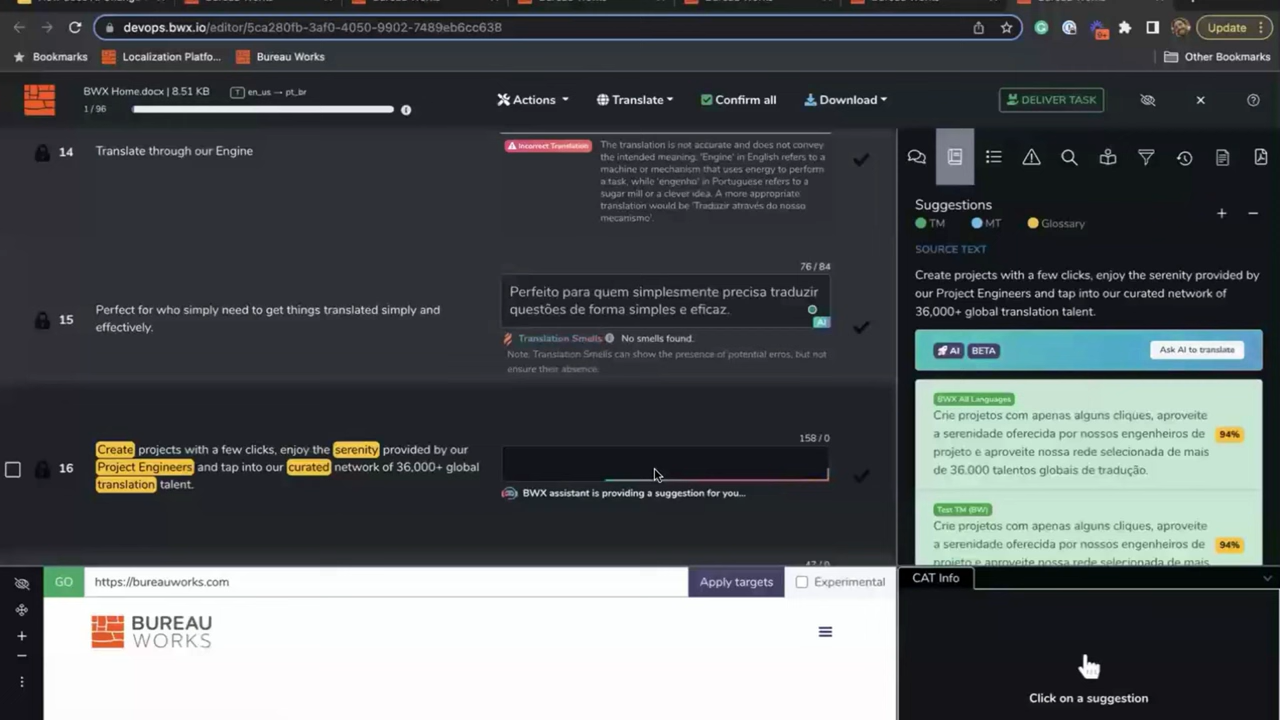 devops.bwx.io/editor/5ca280fb-3af0-4050-9902-7489eb6cc638
Update
Bookmarks
Localization Platfo...
Bureau Works
Other Bookmarks
BWX Home.docx | 8.51 KB
en_us → pt_br
1 / 96
Actions
Translate
Confirm all
Download
DELIVER TASK
14
Translate through our Engine
Incorrect Translation
The translation is not accurate and does not convey
the intended meaning. 'Engine' in English refers to a
machine or mechanism that uses energy to perform
a task, while 'engenho' in Portuguese refers to a
sugar mill or a clever idea. A more appropriate
translation would be 'Traduzir através do nosso
mecanismo'.
76 / 84
15
Perfect for who simply need to get things translated simply and
effectively.
Perfeito para quem simplesmente precisa traduzir
questões de forma simples e eficaz.
AI
Translation Smells
No smells found.
Note: Translation Smells can show the presence of potential erros, but not
ensure their absence.
158 / 0
16
Create projects with a few clicks, enjoy the serenity provided by our
Project Engineers and tap into our curated network of 36,000+ global
translation talent.
BWX assistant is providing a suggestion for you...
47 / 0
Suggestions
TM
MT
Glossary
SOURCE TEXT
Create projects with a few clicks, enjoy the serenity provided by
our Project Engineers and tap into our curated network of
36,000+ global translation talent.
AI
BETA
Ask AI to translate
BWX All Languages
Crie projetos com apenas alguns cliques, aproveite
a serenidade oferecida por nossos engenheiros de
projeto e aproveite nossa rede selecionada de mais
de 36.000 talentos globais de tradução.
94%
Test TM (BW)
Crie projetos com apenas alguns cliques, aproveite
a serenidade oferecida por nossos engenheiros de
projeto e aproveite nossa rede selecionada de mais
94%
GO
https://bureauworks.com
Apply targets
Experimental
CAT Info
BUREAU
WORKS
Click on a suggestion